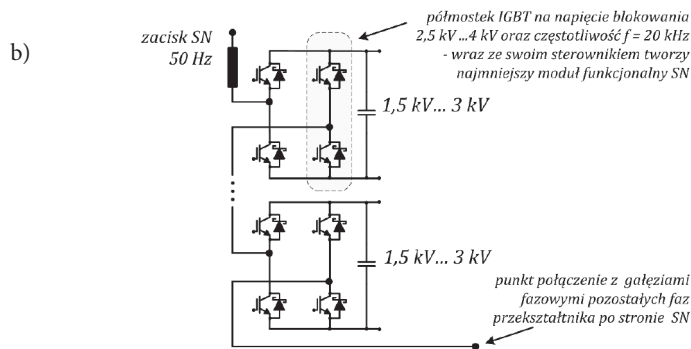 półmostek IGBT na napięcie blokowania
2,5 kV ...4 kV oraz częstotliwość f = 20 kHz
- wraz ze swoim sterownikiem tworzy
najmniejszy moduł funkcjonalny SN
b)
zacisk SN
50 Hz
1,5 kV... 3 kV
1,5 kV... 3 kV
punkt połączenie z gałęziami
fazowymi pozostałych faz
przekształtnika po stronie SN